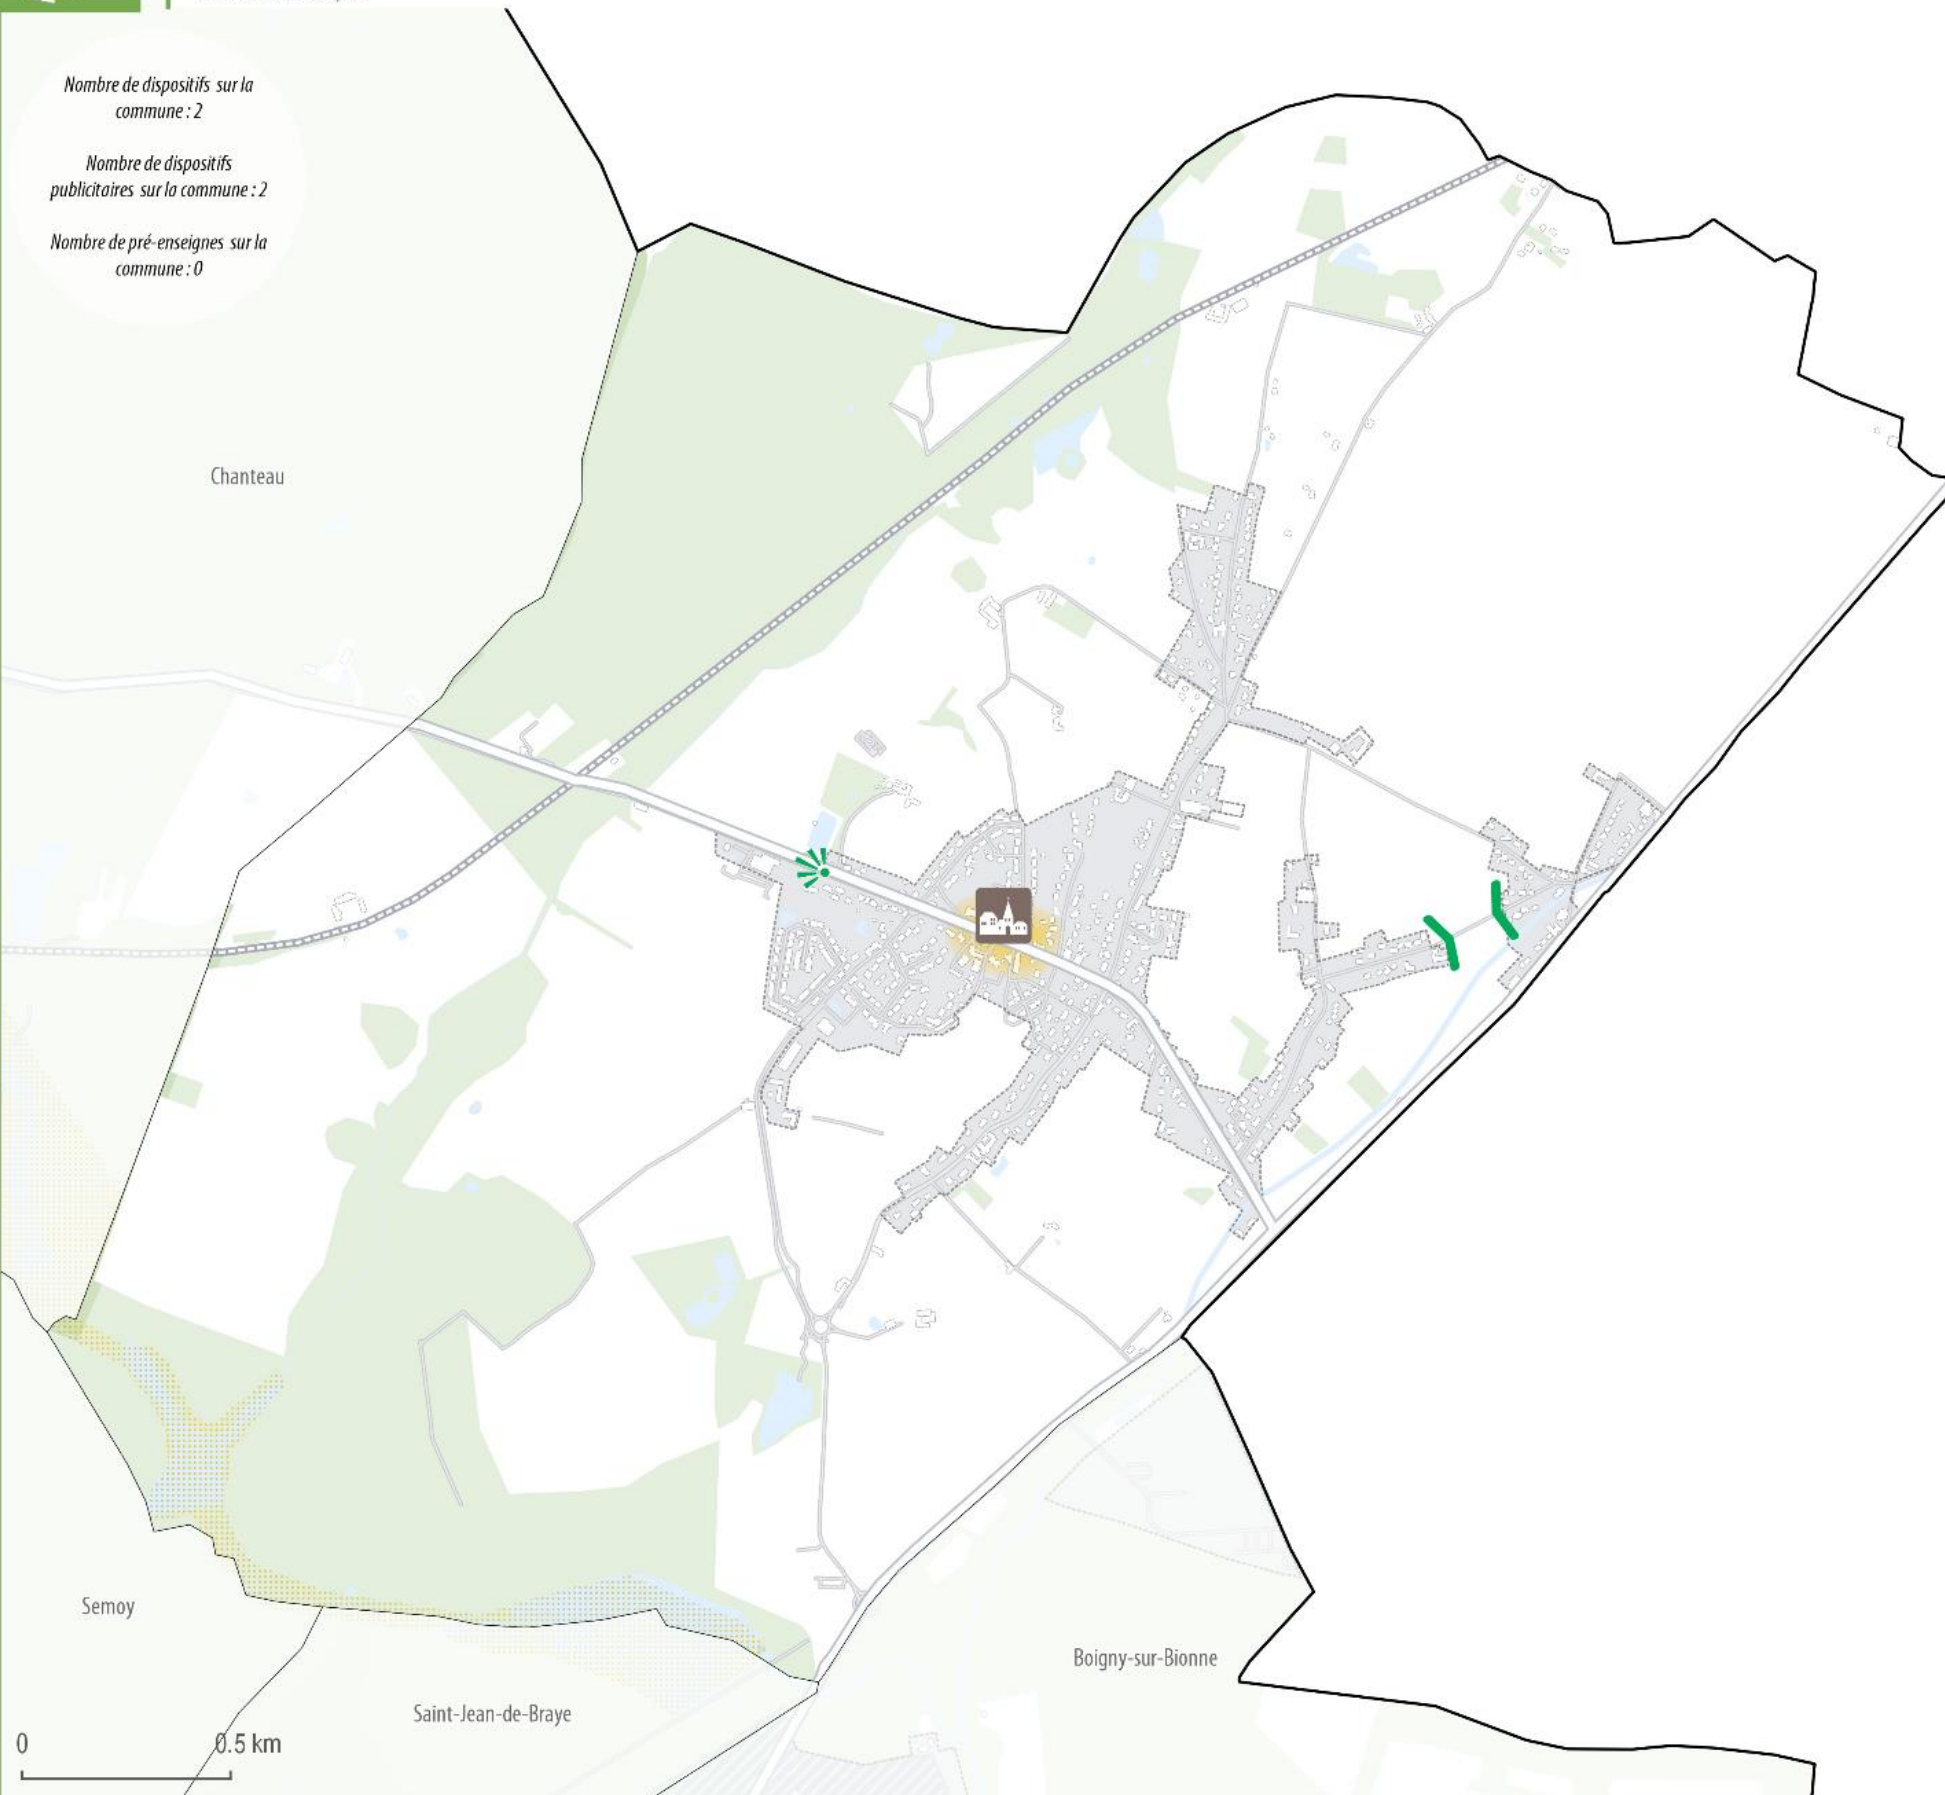 Nombre de dispositifs sur la
commune : 2
Nombre de dispositifs
publicitaires sur la commune : 2
Nombre de pré-enseignes sur la
commune : 0
Chanteau
Semoy
Boigny-sur-Bionne
Saint-Jean-de-Braye
0 0.5 km